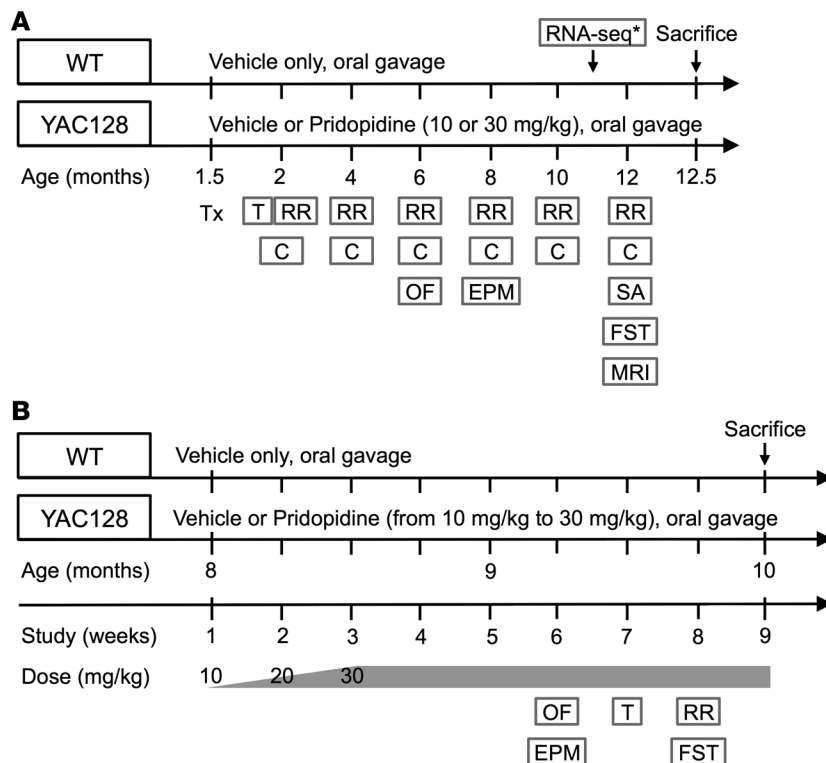 A
RNA-seq* Sacrifice
WT Vehicle only, oral gavage
YAC128 Vehicle or Pridopidine (10 or 30 mg/kg), oral gavage
Age (months) 1.5 2 4 6 8 10 12 12.5
Tx T RR RR RR RR RR RR
C C C C C C
OF EPM SA
FST
MRI
B
Sacrifice
WT Vehicle only, oral gavage
YAC128 Vehicle or Pridopidine (from 10 mg/kg to 30 mg/kg), oral gavage
Age (months) 8 9 10
Study (weeks) 1 2 3 4 5 6 7 8 9
Dose (mg/kg) 10 20 30
OF T RR
EPM FST